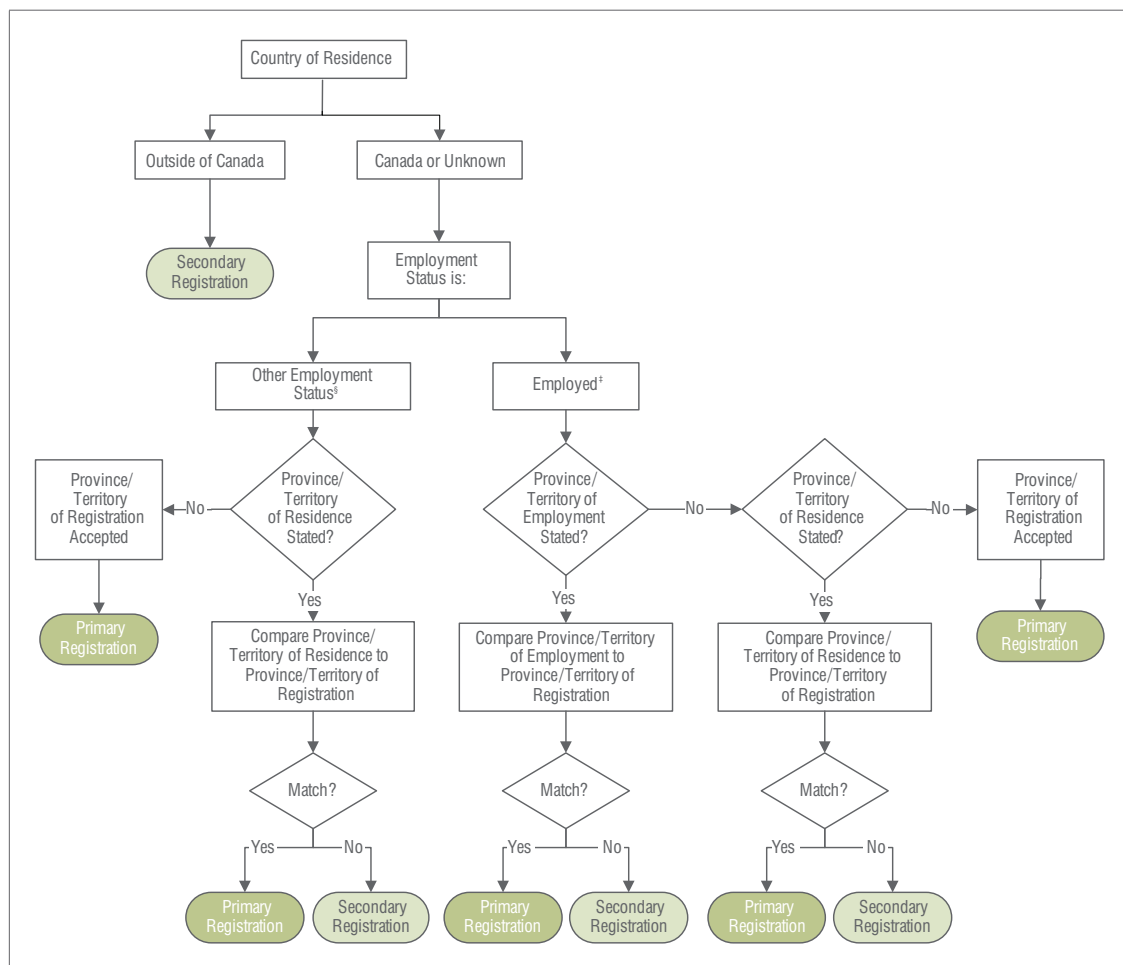 Country of Residence
Outside of Canada
Canada or Unknown
Secondary
Registration
Employment
Status is:
Other Employment
Status§
Employed‡
Province/
Territory
of Registration
Accepted
No
Province/
Territory
of Residence
Stated?
Province/
Territory of
Employment
Stated?
No
Province/
Territory
of Residence
Stated?
No
Province/
Territory of
Registration
Accepted
Primary
Registration
Yes
Yes
Yes
Primary
Registration
Compare Province/
Territory of Residence to
Province/Territory of
Registration
Compare Province/Territory
of Employment to
Province/Territory of
Registration
Compare Province/
Territory of Residence to
Province/Territory
of Registration
Match?
Match?
Match?
Yes
No
Yes
No
Yes
No
Primary
Registration
Secondary
Registration
Primary
Registration
Secondary
Registration
Primary
Registration
Secondary
Registration